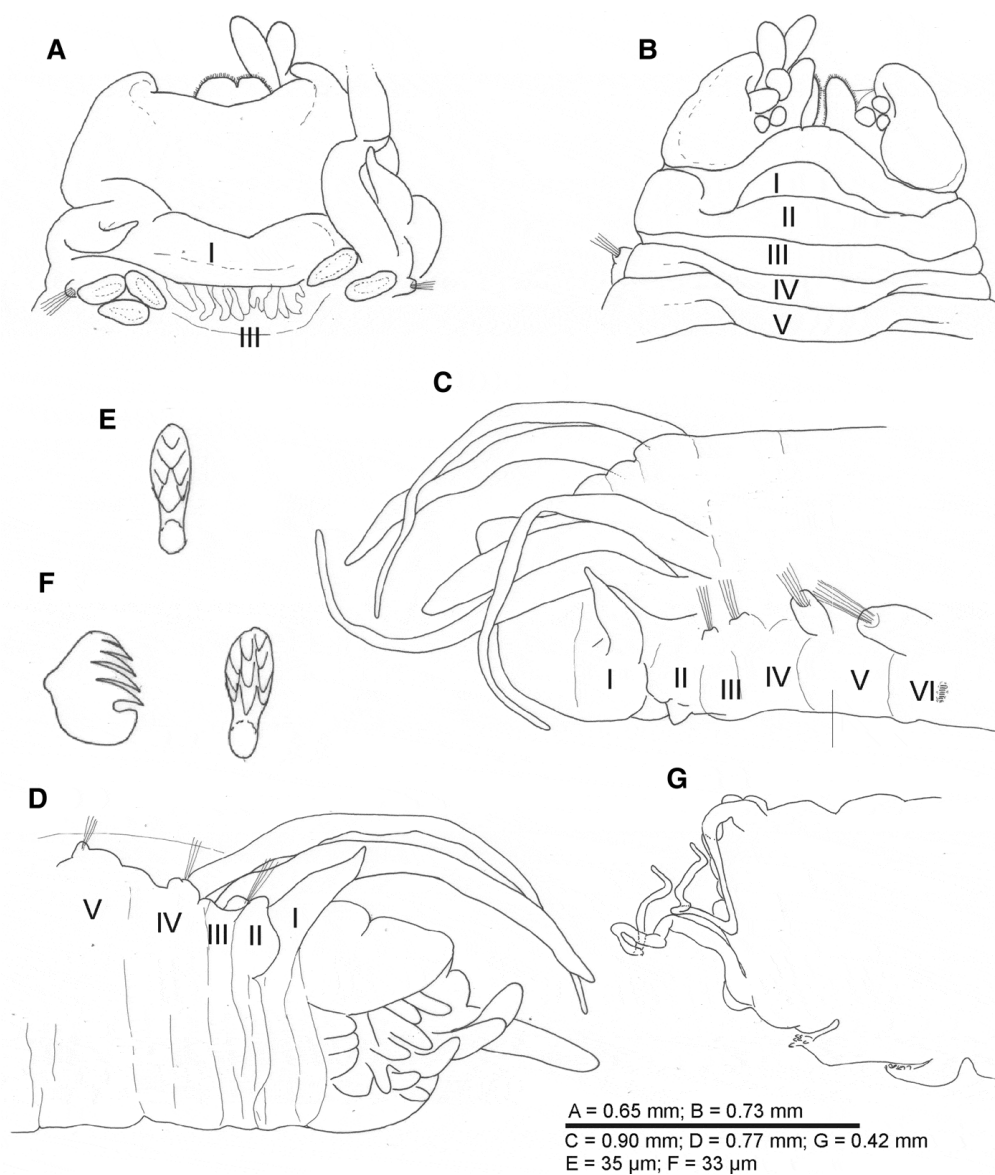 A
B
I
III
I
II
III
IV
V
C
E
F
I
II
III
IV
V
VI
D
G
V
IV
III
II
I
A = 0.65 mm; B = 0.73 mm
C = 0.90 mm; D = 0.77 mm; G = 0.42 mm
E = 35 µm; F = 33 µm